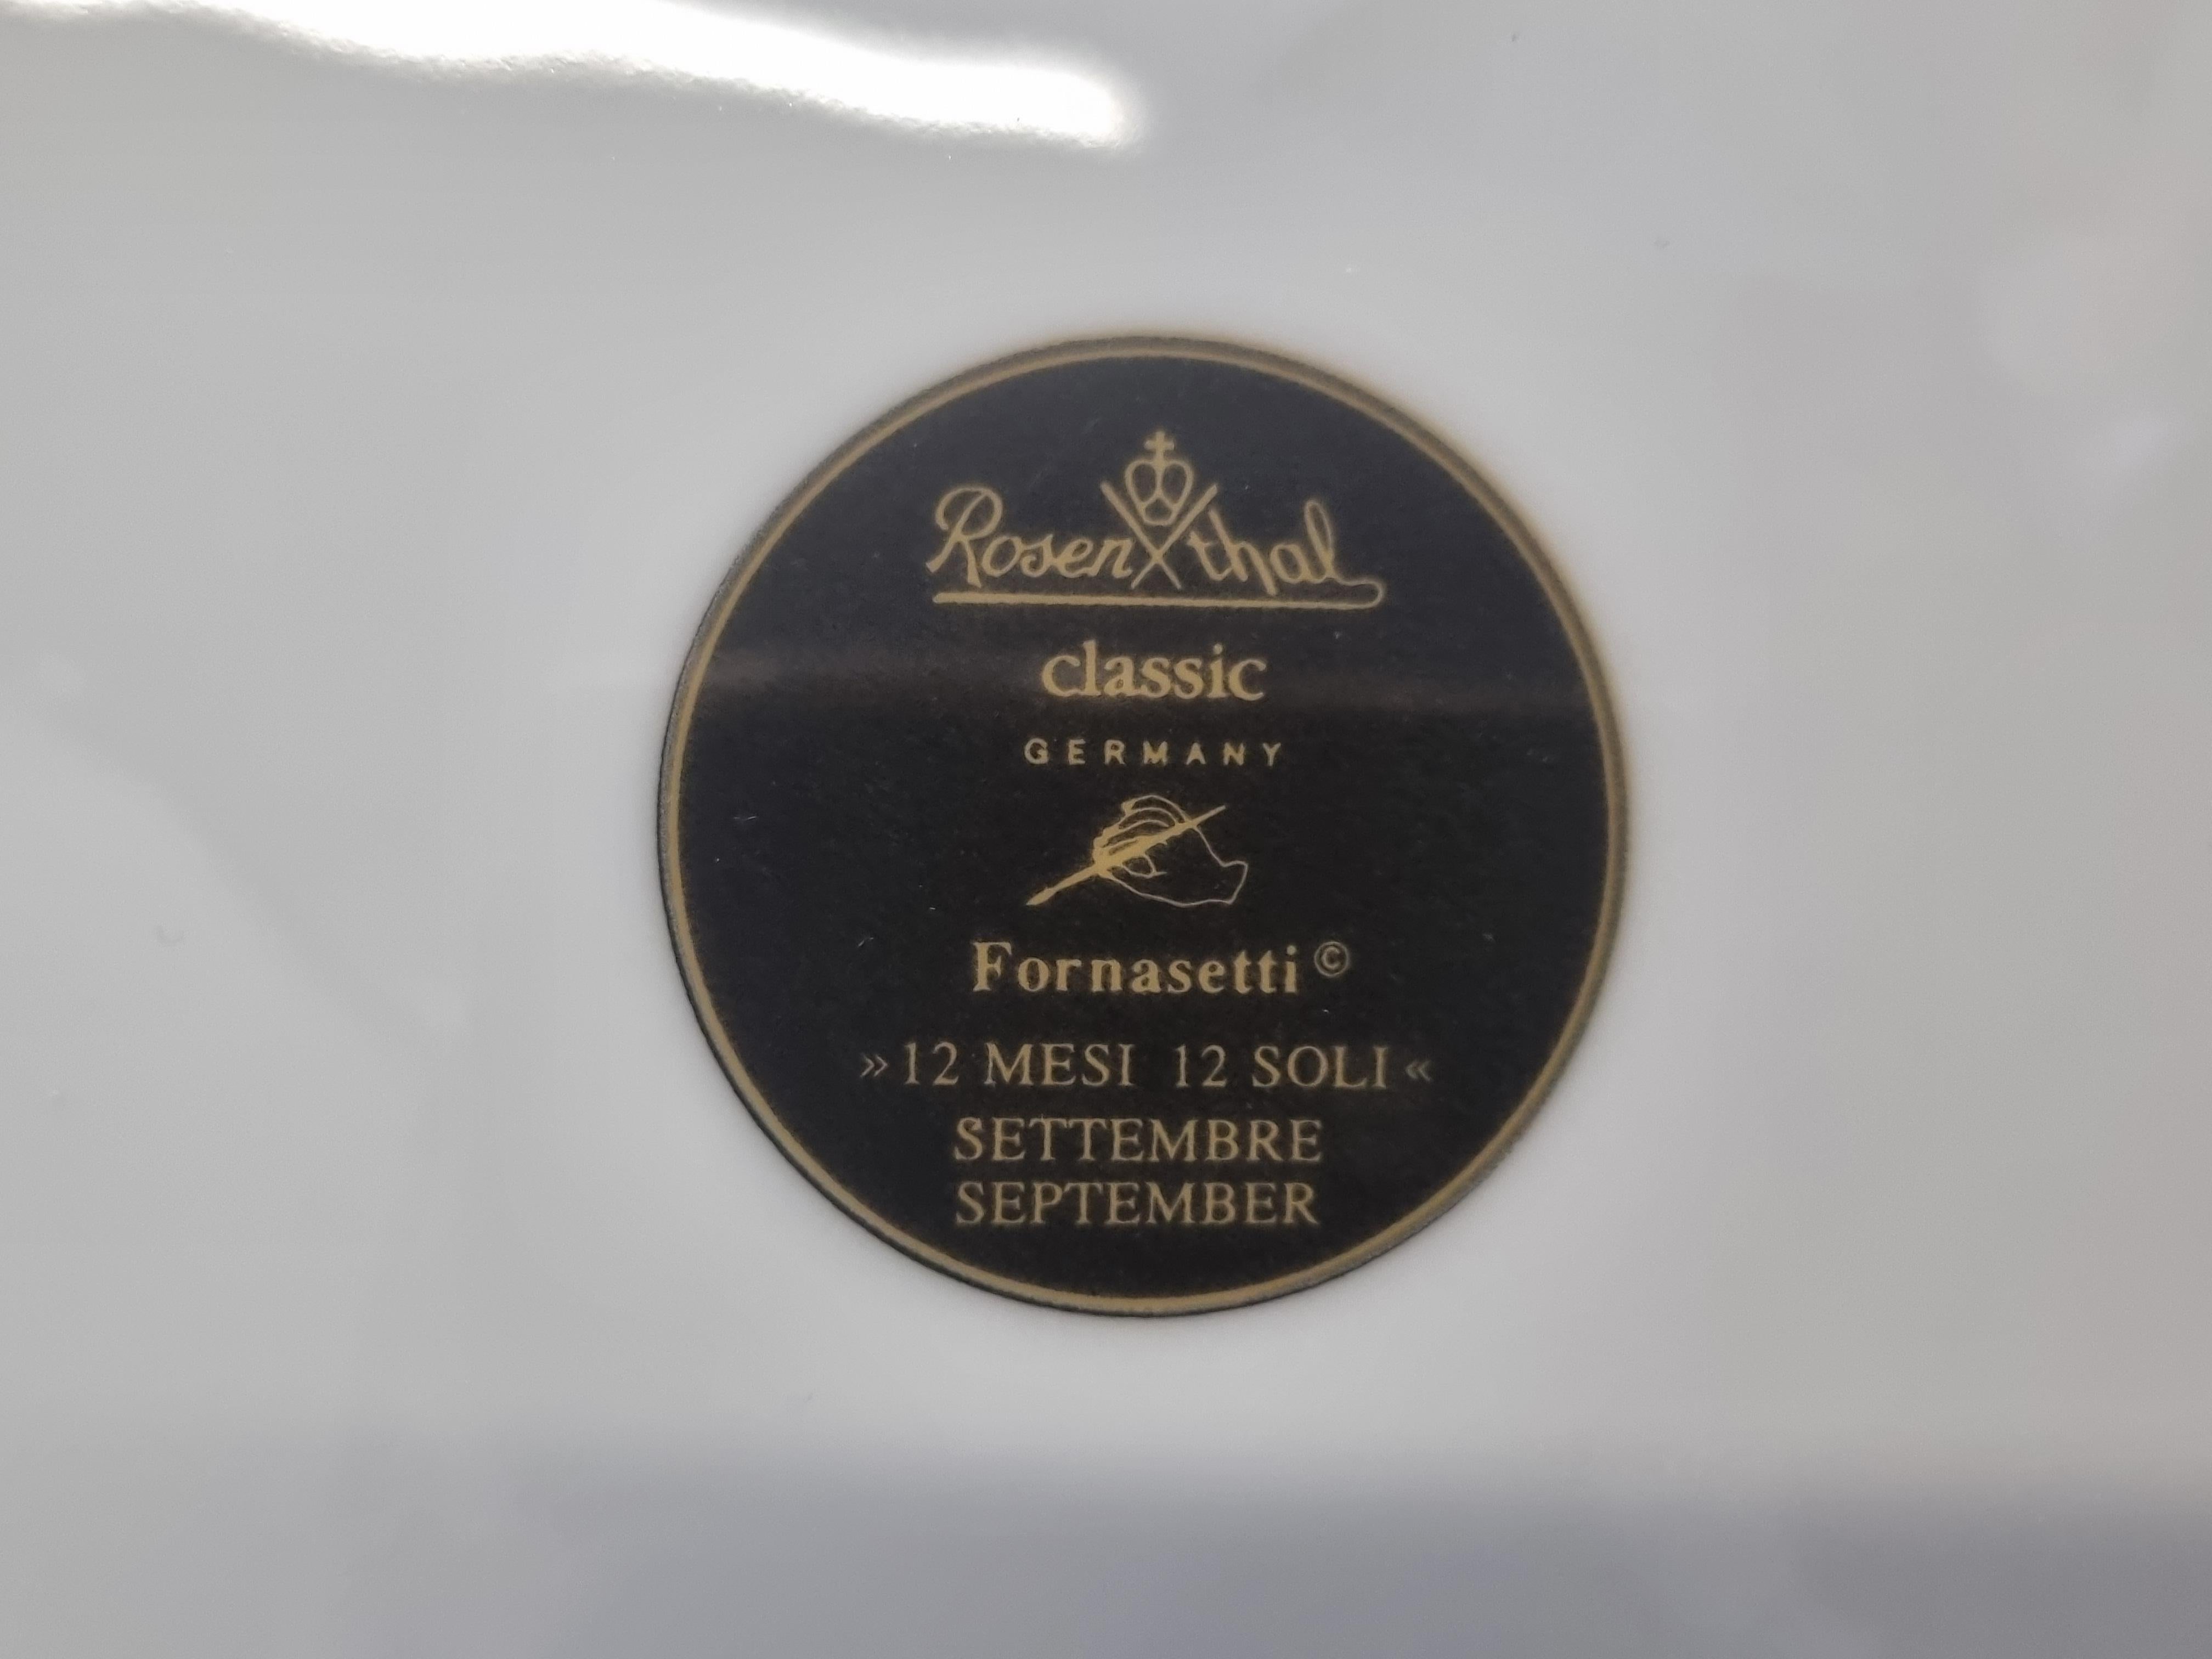 Rosenthal
classic
GERMANY
Fornasetti©
»12 MESI 12 SOLI«
SETTEMBRE
SEPTEMBER